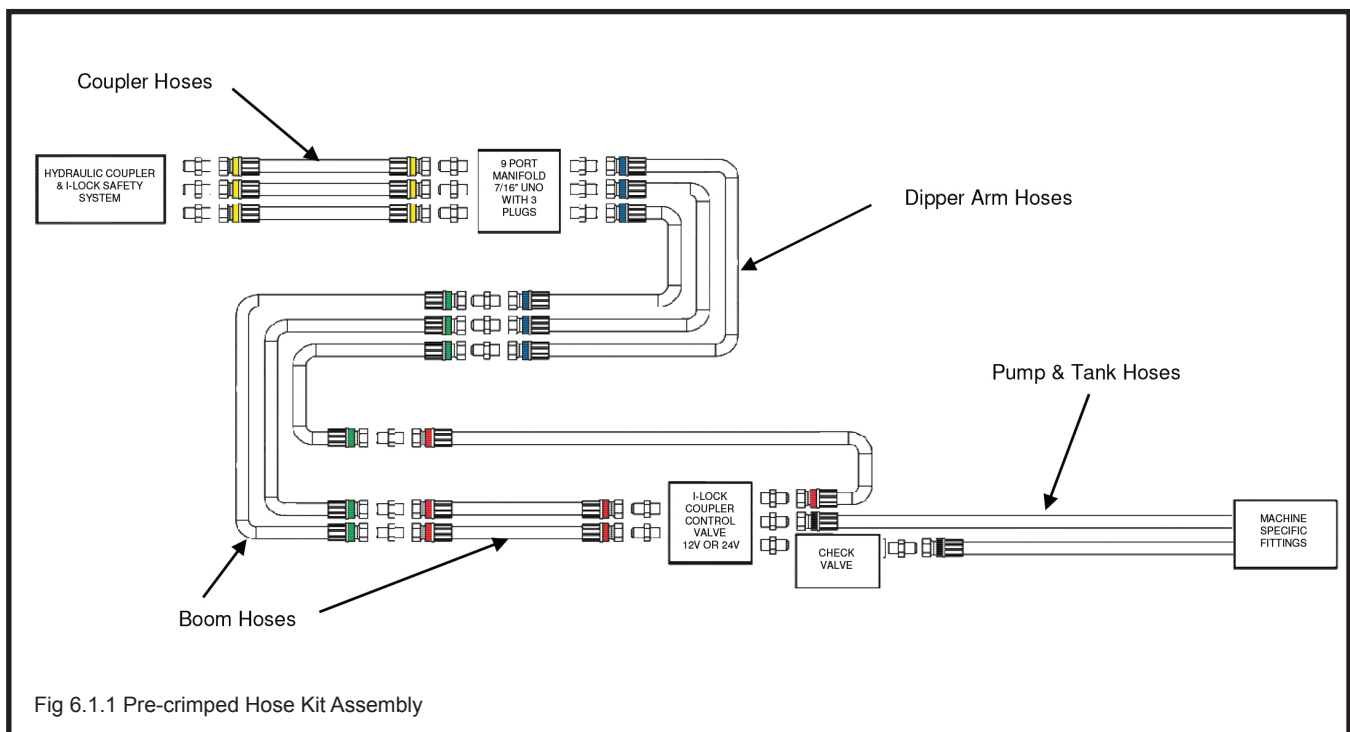 Coupler Hoses
HYDRAULIC COUPLER
& I-LOCK SAFETY
SYSTEM
9 PORT
MANIFOLD
7/16" UNO
WITH 3
PLUGS
Dipper Arm Hoses
Pump & Tank Hoses
I-LOCK
COUPLER
CONTROL
VALVE
12V OR 24V
CHECK
VALVE
MACHINE
SPECIFIC
FITTINGS
Boom Hoses
Fig 6.1.1 Pre-crimped Hose Kit Assembly